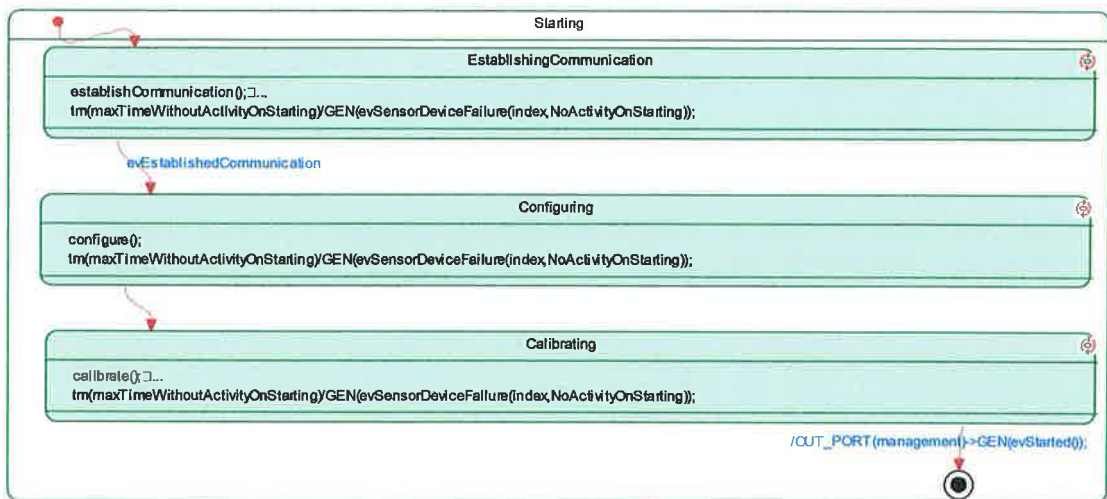 Starting
EstablishingCommunication
establishCommunication();□...
tm(maxTimeWithoutActivityOnStarting)/GEN(evSensorDeviceFailure(index,NoActivityOnStarting));
evEstablishedCommunication
Configuring
configure();
tm(maxTimeWithoutActivityOnStarting)/GEN(evSensorDeviceFailure(index,NoActivityOnStarting));
Calibrating
calibrate();□...
tm(maxTimeWithoutActivityOnStarting)/GEN(evSensorDeviceFailure(index,NoActivityOnStarting));
/OUT_PORT(management)->GEN(evStarted());